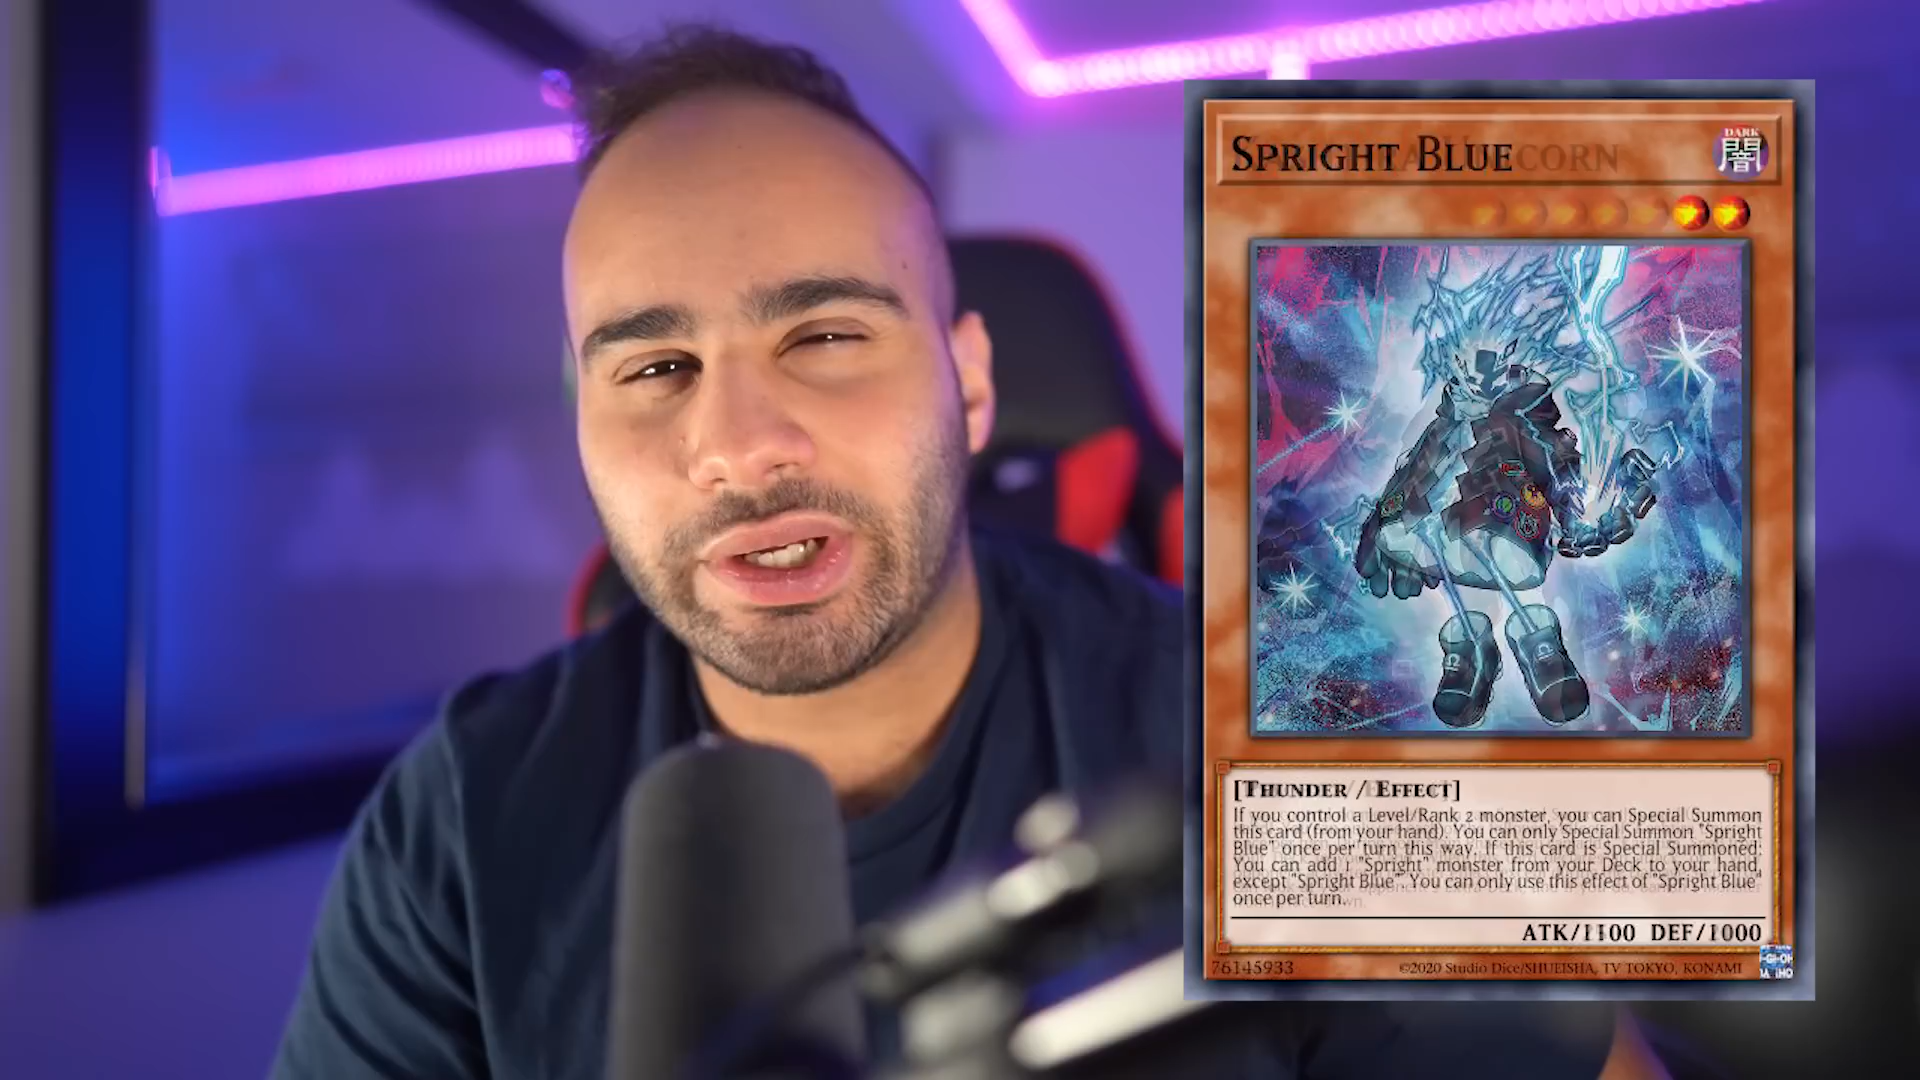 SPRIGHT BLUE
CORN
DARK
闇
[THUNDER / EFFECT]
If you control a Level/Rank 2 monster, you can Special Summon
this card (from your hand). You can only Special Summon "Spright
Blue" once per turn this way. If this card is Special Summoned:
You can add 1 "Spright" monster from your Deck to your hand,
except "Spright Blue". You can only use this effect of "Spright Blue"
once per turn.
ATK/1100 DEF/1000
76145933
©2020 Studio Dice/SHUEISHA, TV TOKYO, KONAMI